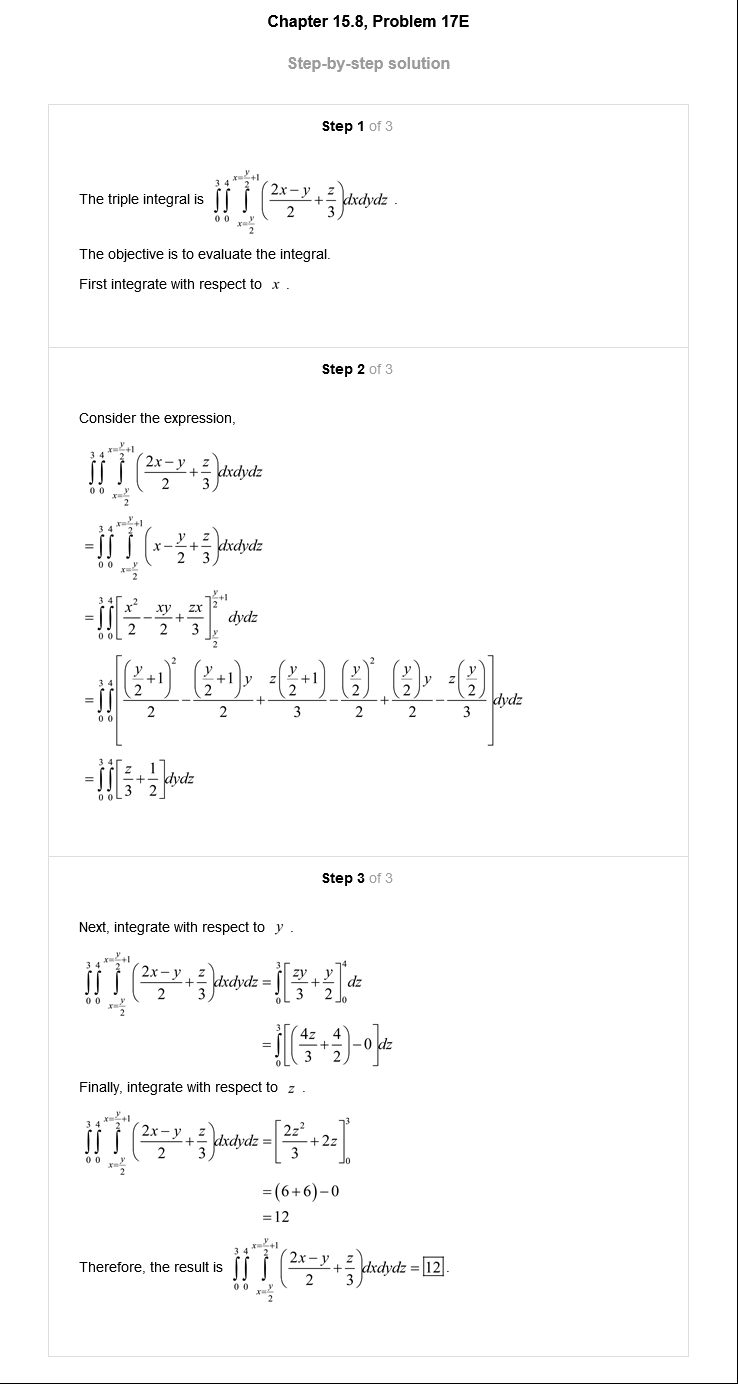 Chapter 15.8, Problem 17E
Step-by-step solution
Step 1 of 3
The triple integral is $\int_0^3\int_0^4\int_{x=\frac{y}{2}}^{x=\frac{y}{2}+1}\left(\frac{2x-y}{2}+\frac{z}{3}\right)dxdydz$ .
The objective is to evaluate the integral.
First integrate with respect to x .
Step 2 of 3
Consider the expression,
$\int_0^3\int_0^4\int_{x=\frac{y}{2}}^{x=\frac{y}{2}+1}\left(\frac{2x-y}{2}+\frac{z}{3}\right)dxdydz$
$=\int_0^3\int_0^4\int_{x=\frac{y}{2}}^{x=\frac{y}{2}+1}\left(x-\frac{y}{2}+\frac{z}{3}\right)dxdydz$
$=\int_0^3\int_0^4\left[\frac{x^2}{2}-\frac{xy}{2}+\frac{zx}{3}\right]_{\frac{y}{2}}^{\frac{y}{2}+1}dydz$
$=\int_0^3\int_0^4\left[\frac{\left(\frac{y}{2}+1\right)^2}{2}-\frac{\left(\frac{y}{2}+1\right)y}{2}+\frac{z\left(\frac{y}{2}+1\right)}{3}-\frac{\left(\frac{y}{2}\right)^2}{2}+\frac{\left(\frac{y}{2}\right)y}{2}-\frac{z\left(\frac{y}{2}\right)}{3}\right]dydz$
$=\int_0^3\int_0^4\left[\frac{z}{3}+\frac{1}{2}\right]dydz$
Step 3 of 3
Next, integrate with respect to y .
$\int_0^3\int_0^4\int_{x=\frac{y}{2}}^{x=\frac{y}{2}+1}\left(\frac{2x-y}{2}+\frac{z}{3}\right)dxdydz=\int_0^3\left[\frac{zy}{3}+\frac{y}{2}\right]_0^4dz$
$=\int_0^3\left[\left(\frac{4z}{3}+\frac{4}{2}\right)-0\right]dz$
Finally, integrate with respect to z .
$\int_0^3\int_0^4\int_{x=\frac{y}{2}}^{x=\frac{y}{2}+1}\left(\frac{2x-y}{2}+\frac{z}{3}\right)dxdydz=\left[\frac{2z^2}{3}+2z\right]_0^3$
$=(6+6)-0$
$=12$
Therefore, the result is $\int_0^3\int_0^4\int_{x=\frac{y}{2}}^{x=\frac{y}{2}+1}\left(\frac{2x-y}{2}+\frac{z}{3}\right)dxdydz=\boxed{12}$.